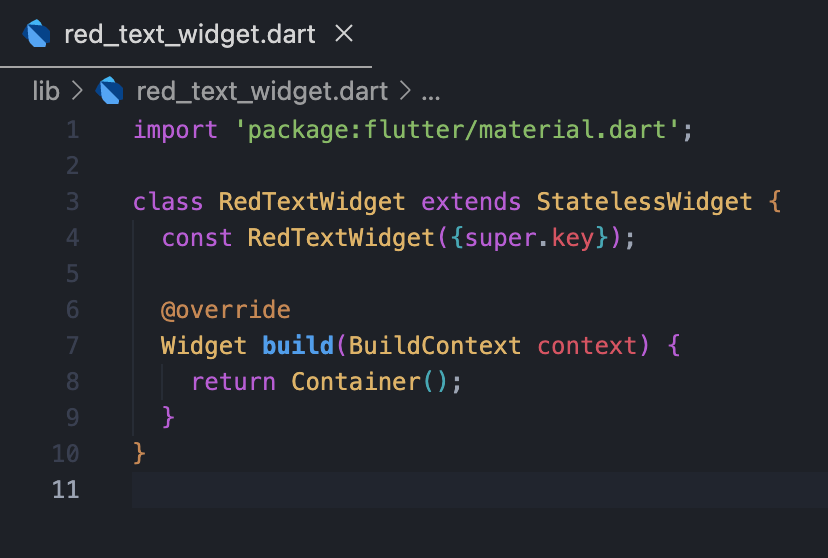 red_text_widget.dart
lib > red_text_widget.dart > ...
1 import 'package:flutter/material.dart';
2
3 class RedTextWidget extends StatelessWidget {
4   const RedTextWidget({super.key});
5
6   @override
7   Widget build(BuildContext context) {
8     return Container();
9   }
10 }
11